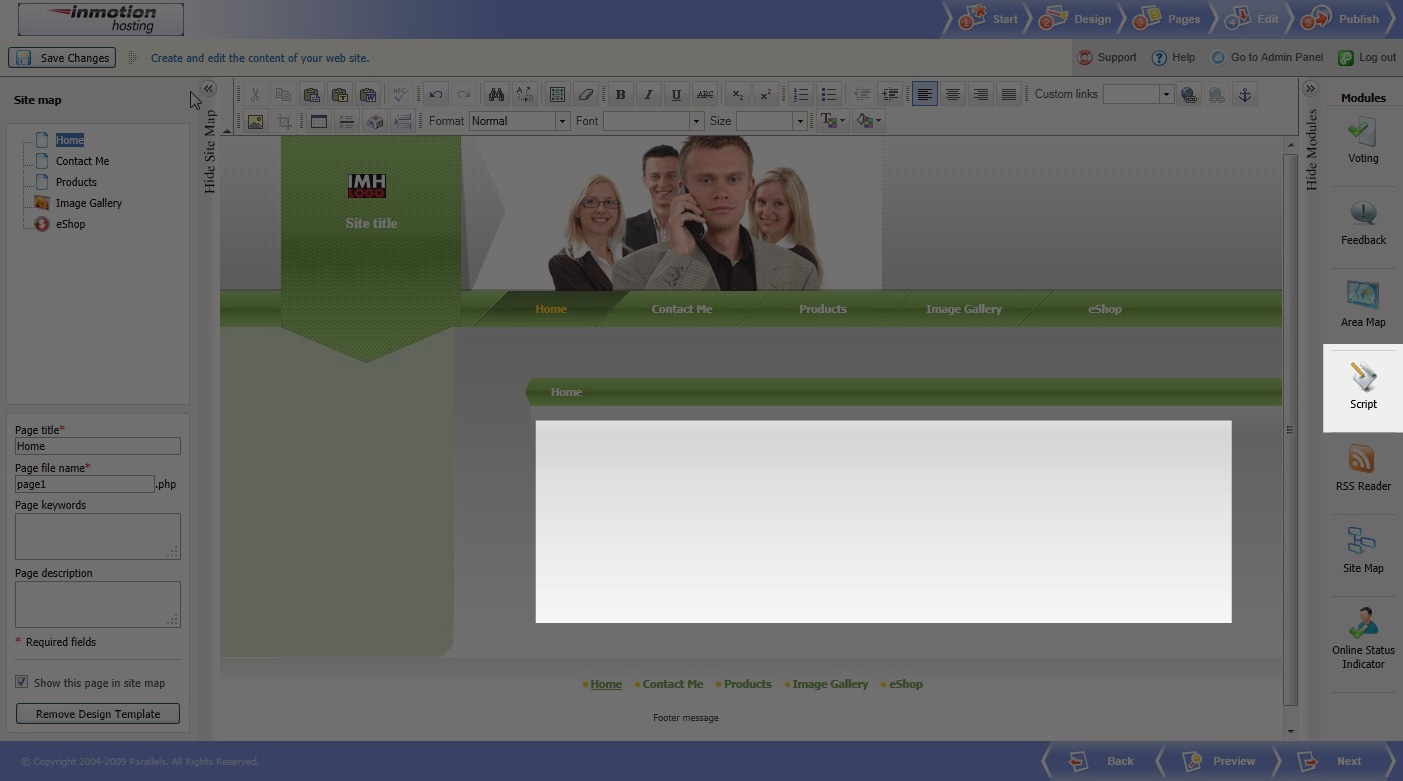 inmotion
hosting
1 Start
2 Design
3 Pages
4 Edit
5 Publish
Save Changes
Create and edit the content of your web site.
Support
Help
Go to Admin Panel
Log out
Site map
Home
Contact Me
Products
Image Gallery
eShop
Hide Site Map
Custom links
Format Normal Font Size
B I U ABC
IMH
LOGO
Site title
Home Contact Me Products Image Gallery eShop
Home
Page title*
Home
Page file name*
page1 .php
Page keywords
Page description
* Required fields
Show this page in site map
Remove Design Template
Home Contact Me Products Image Gallery eShop
Footer message
Hide Modules
Modules
Voting
Feedback
Area Map
Script
RSS Reader
Site Map
Online Status
Indicator
© Copyright 2004-2009 Parallels. All Rights Reserved.
Back
Preview
Next